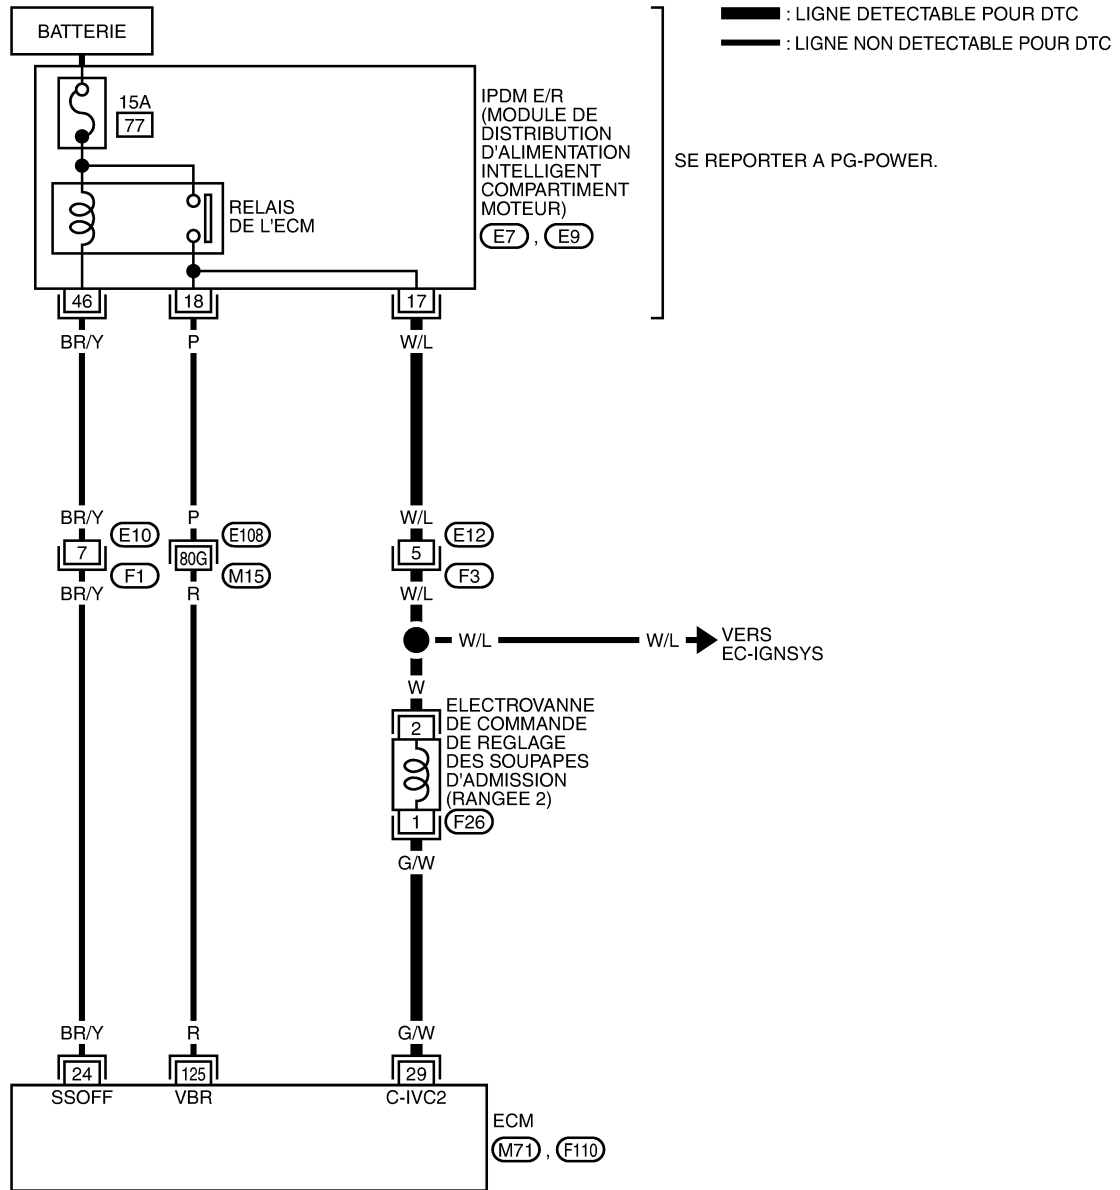 BATTERIE
: LIGNE DETECTABLE POUR DTC
: LIGNE NON DETECTABLE POUR DTC
15A
77
IPDM E/R
(MODULE DE
DISTRIBUTION
D'ALIMENTATION
INTELLIGENT
COMPARTIMENT
MOTEUR)
E7 , E9
SE REPORTER A PG-POWER.
RELAIS
DE L'ECM
46 18 17
BR/Y P W/L
BR/Y P W/L
E10 E108 E12
7 80G 5
F1 M15 F3
BR/Y R W/L
W/L W/L
VERS
EC-IGNSYS
W
2
ELECTROVANNE
DE COMMANDE
DE REGLAGE
DES SOUPAPES
D'ADMISSION
(RANGEE 2)
1 F26
G/W
BR/Y R G/W
24 125 29
SSOFF VBR C-IVC2
ECM
M71 , F110